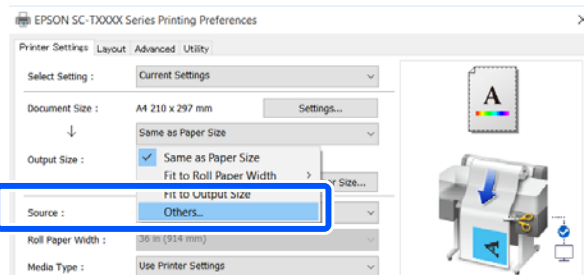 EPSON SC-TXXXX Series Printing Preferences
Printer Settings Layout Advanced Utility
Select Setting : Current Settings
Document Size : A4 210 x 297 mm Settings...
Same as Paper Size
Output Size : Same as Paper Size
Fit to Roll Paper Width
Size...
Fit to Output Size
Source : Others...
Roll Paper Width : 36 in (914 mm)
Media Type : Use Printer Settings
A
A